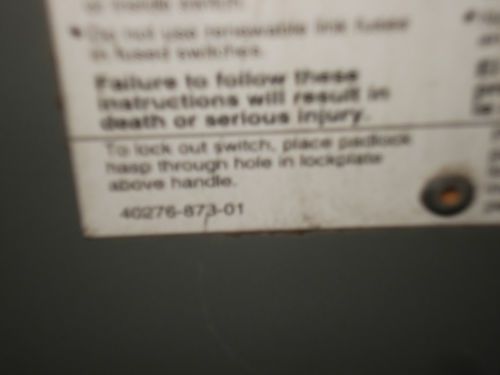 switch.
Do not use renewable link fuses
in fused switches.
Failure to follow these
instructions will result in
death or serious injury.
To lock out switch, place padlock
hasp through hole in lockplate
above handle.
40276-873-01